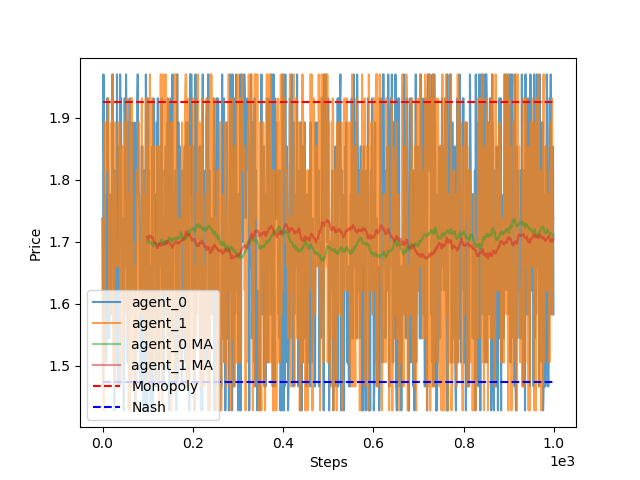 1.9
1.8
1.7
1.6
1.5
Price
agent_0
agent_1
agent_0 MA
agent_1 MA
Monopoly
Nash
0.0 0.2 0.4 0.6 0.8 1.0
Steps
1e3